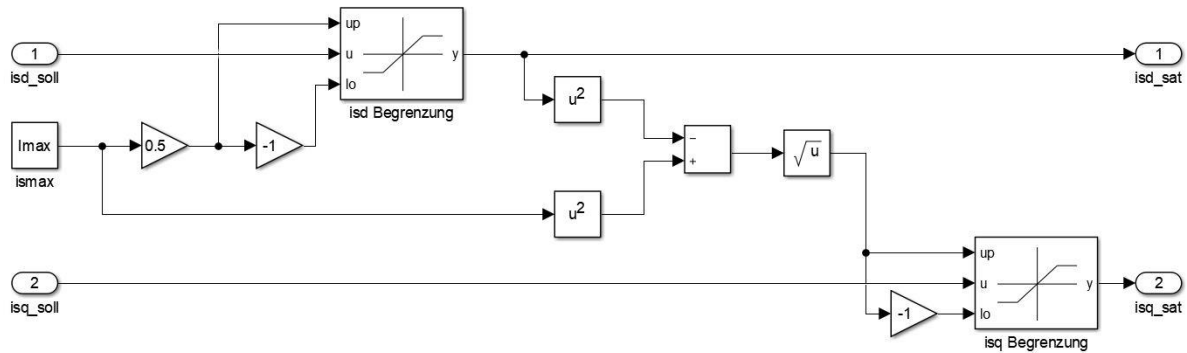 up
1
u
y
1
isd_soll
lo
isd_sat
isd Begrenzung
u²
Imax
0.5
-1
−
+
√u
ismax
u²
up
2
u
y
2
isq_soll
-1
lo
isq_sat
isq Begrenzung